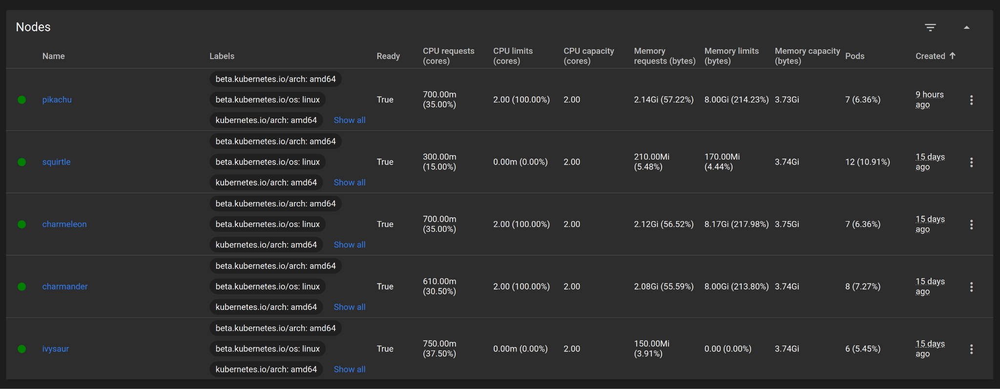 Nodes
Name Labels Ready CPU requests (cores) CPU limits (cores) CPU capacity (cores) Memory requests (bytes) Memory limits (bytes) Memory capacity (bytes) Pods Created
beta.kubernetes.io/arch: amd64
pikachu beta.kubernetes.io/os: linux True 700.00m (35.00%) 2.00 (100.00%) 2.00 2.14Gi (57.22%) 8.00Gi (214.23%) 3.73Gi 7 (6.36%) 9 hours ago
kubernetes.io/arch: amd64 Show all
beta.kubernetes.io/arch: amd64
squirtle beta.kubernetes.io/os: linux True 300.00m (15.00%) 0.00m (0.00%) 2.00 210.00Mi (5.48%) 170.00Mi (4.44%) 3.74Gi 12 (10.91%) 15 days ago
kubernetes.io/arch: amd64 Show all
beta.kubernetes.io/arch: amd64
charmeleon beta.kubernetes.io/os: linux True 700.00m (35.00%) 2.00 (100.00%) 2.00 2.12Gi (56.52%) 8.17Gi (217.98%) 3.75Gi 7 (6.36%) 15 days ago
kubernetes.io/arch: amd64 Show all
beta.kubernetes.io/arch: amd64
charmander beta.kubernetes.io/os: linux True 610.00m (30.50%) 2.00 (100.00%) 2.00 2.08Gi (55.59%) 8.00Gi (213.80%) 3.74Gi 8 (7.27%) 15 days ago
kubernetes.io/arch: amd64 Show all
beta.kubernetes.io/arch: amd64
ivysaur beta.kubernetes.io/os: linux True 750.00m (37.50%) 0.00m (0.00%) 2.00 150.00Mi (3.91%) 0.00 (0.00%) 3.74Gi 6 (5.45%) 15 days ago
kubernetes.io/arch: amd64 Show all